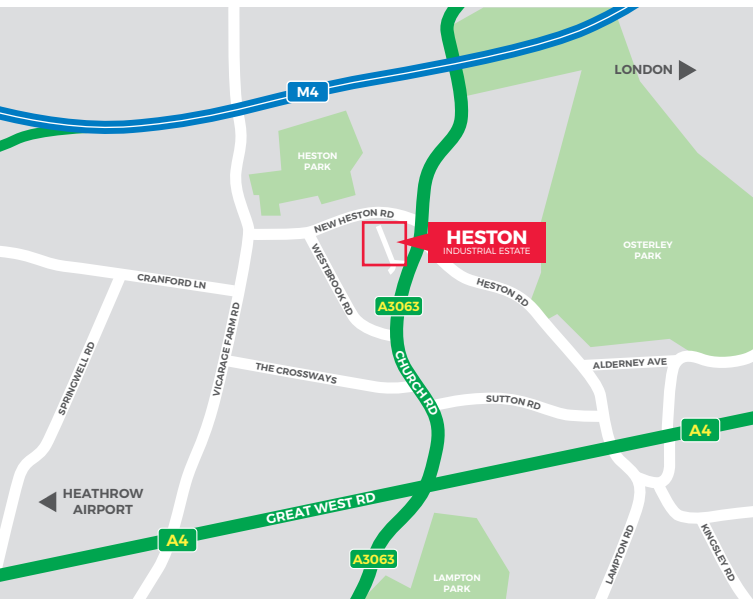 LONDON
M4
HESTON
PARK
NEW HESTON RD
HESTON
INDUSTRIAL ESTATE
OSTERLEY
PARK
WESTBROOK RD
CRANFORD LN
HESTON RD
A3063
VICARAGE FARM RD
SPRINGWELL RD
THE CROSSWAYS
CHURCH RD
ALDERNEY AVE
SUTTON RD
A4
HEATHROW
AIRPORT
GREAT WEST RD
A4
A3063
LAMPTON
PARK
LAMPTON RD
KINGSLEY RD